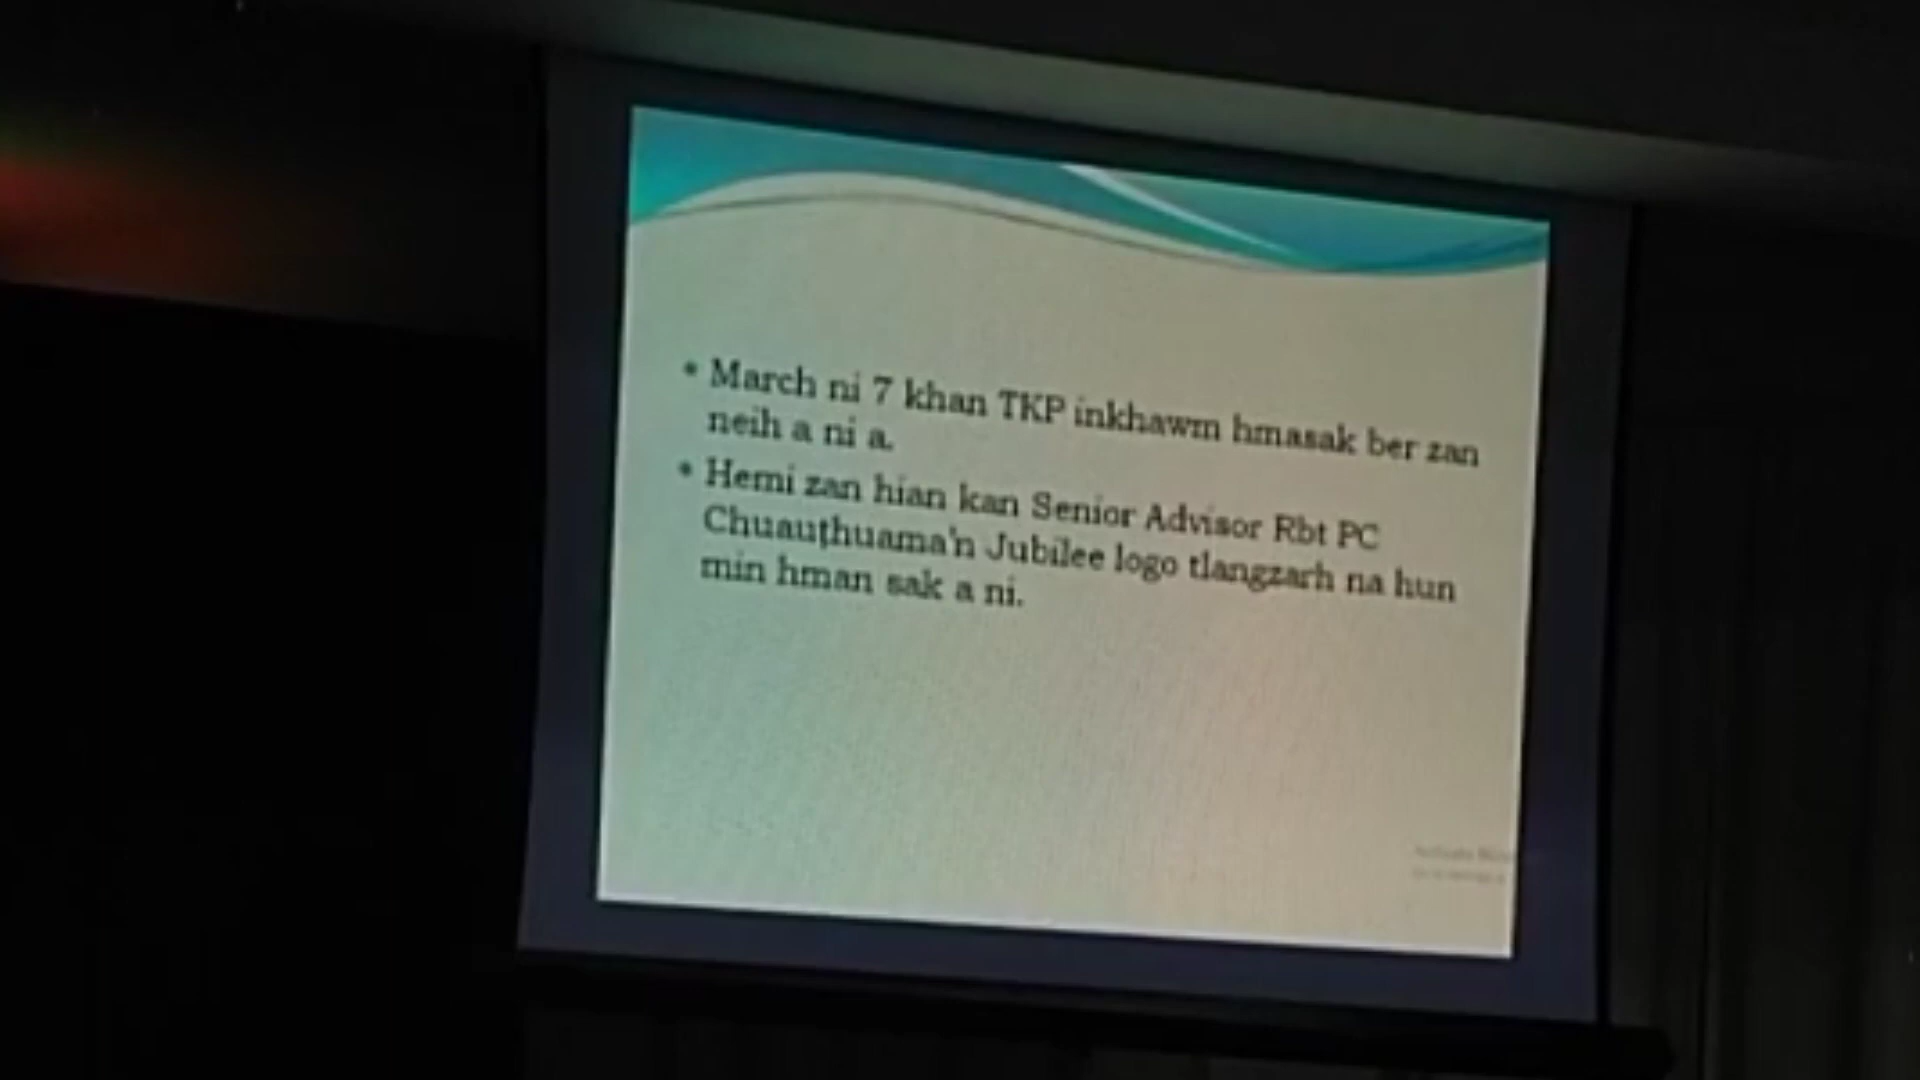 • March ni 7 khan TKP inkhawm hmasak ber zan
neih a ni a.
• Hemi zan hian kan Senior Advisor Rbt PC
Chuauṭhuama'n Jubilee logo tlangzarh na hun
min hman sak a ni.